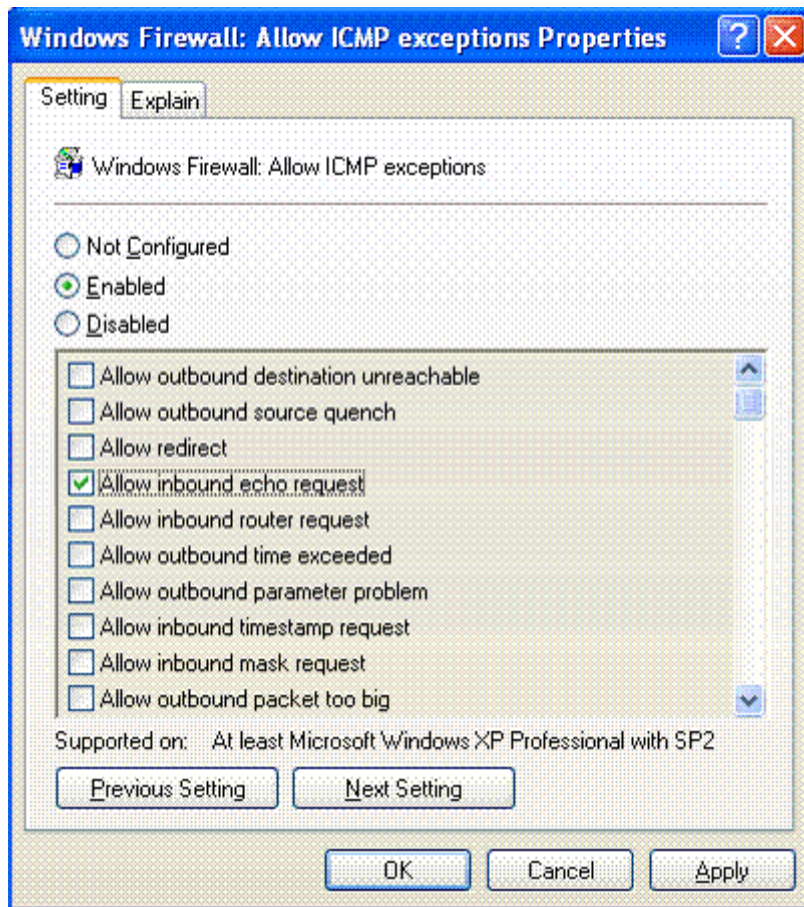 Windows Firewall: Allow ICMP exceptions Properties
Setting
Explain
Windows Firewall: Allow ICMP exceptions
Not Configured
Enabled
Disabled
Allow outbound destination unreachable
Allow outbound source quench
Allow redirect
Allow inbound echo request
Allow inbound router request
Allow outbound time exceeded
Allow outbound parameter problem
Allow inbound timestamp request
Allow inbound mask request
Allow outbound packet too big
Supported on: At least Microsoft Windows XP Professional with SP2
Previous Setting
Next Setting
OK
Cancel
Apply